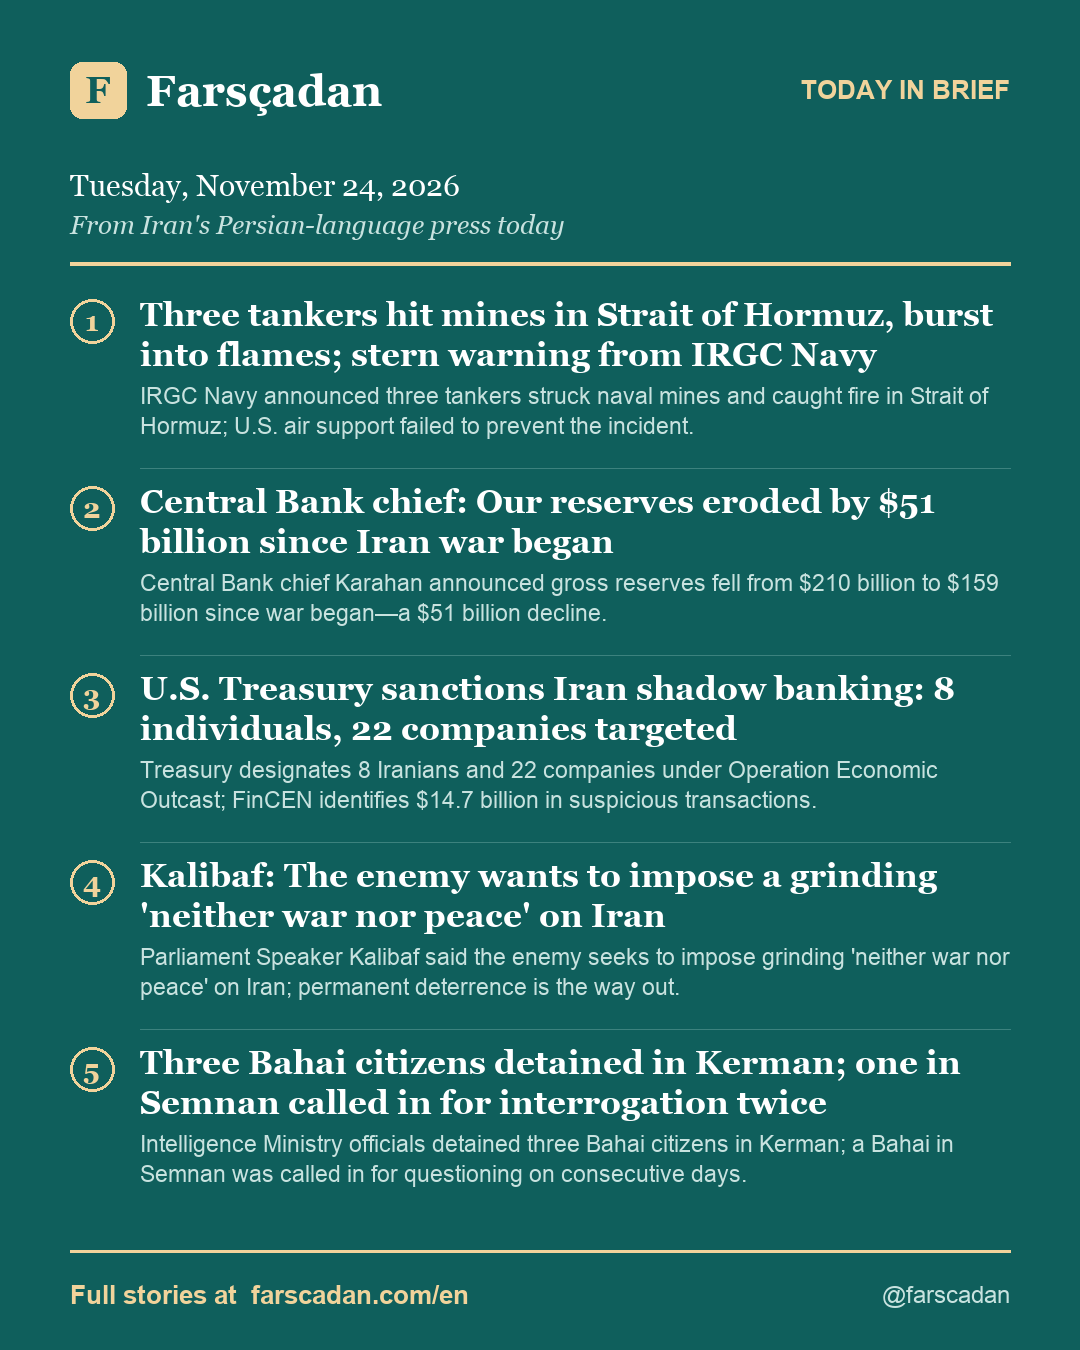 F Farsçadan
TODAY IN BRIEF
Tuesday, November 24, 2026
From Iran's Persian-language press today
1
Three tankers hit mines in Strait of Hormuz, burst
into flames; stern warning from IRGC Navy
IRGC Navy announced three tankers struck naval mines and caught fire in Strait of
Hormuz; U.S. air support failed to prevent the incident.
2
Central Bank chief: Our reserves eroded by $51
billion since Iran war began
Central Bank chief Karahan announced gross reserves fell from $210 billion to $159
billion since war began—a $51 billion decline.
3
U.S. Treasury sanctions Iran shadow banking: 8
individuals, 22 companies targeted
Treasury designates 8 Iranians and 22 companies under Operation Economic
Outcast; FinCEN identifies $14.7 billion in suspicious transactions.
4
Kalibaf: The enemy wants to impose a grinding
'neither war nor peace' on Iran
Parliament Speaker Kalibaf said the enemy seeks to impose grinding 'neither war nor
peace' on Iran; permanent deterrence is the way out.
5
Three Bahai citizens detained in Kerman; one in
Semnan called in for interrogation twice
Intelligence Ministry officials detained three Bahai citizens in Kerman; a Bahai in
Semnan was called in for questioning on consecutive days.
Full stories at farscadan.com/en
@farscadan